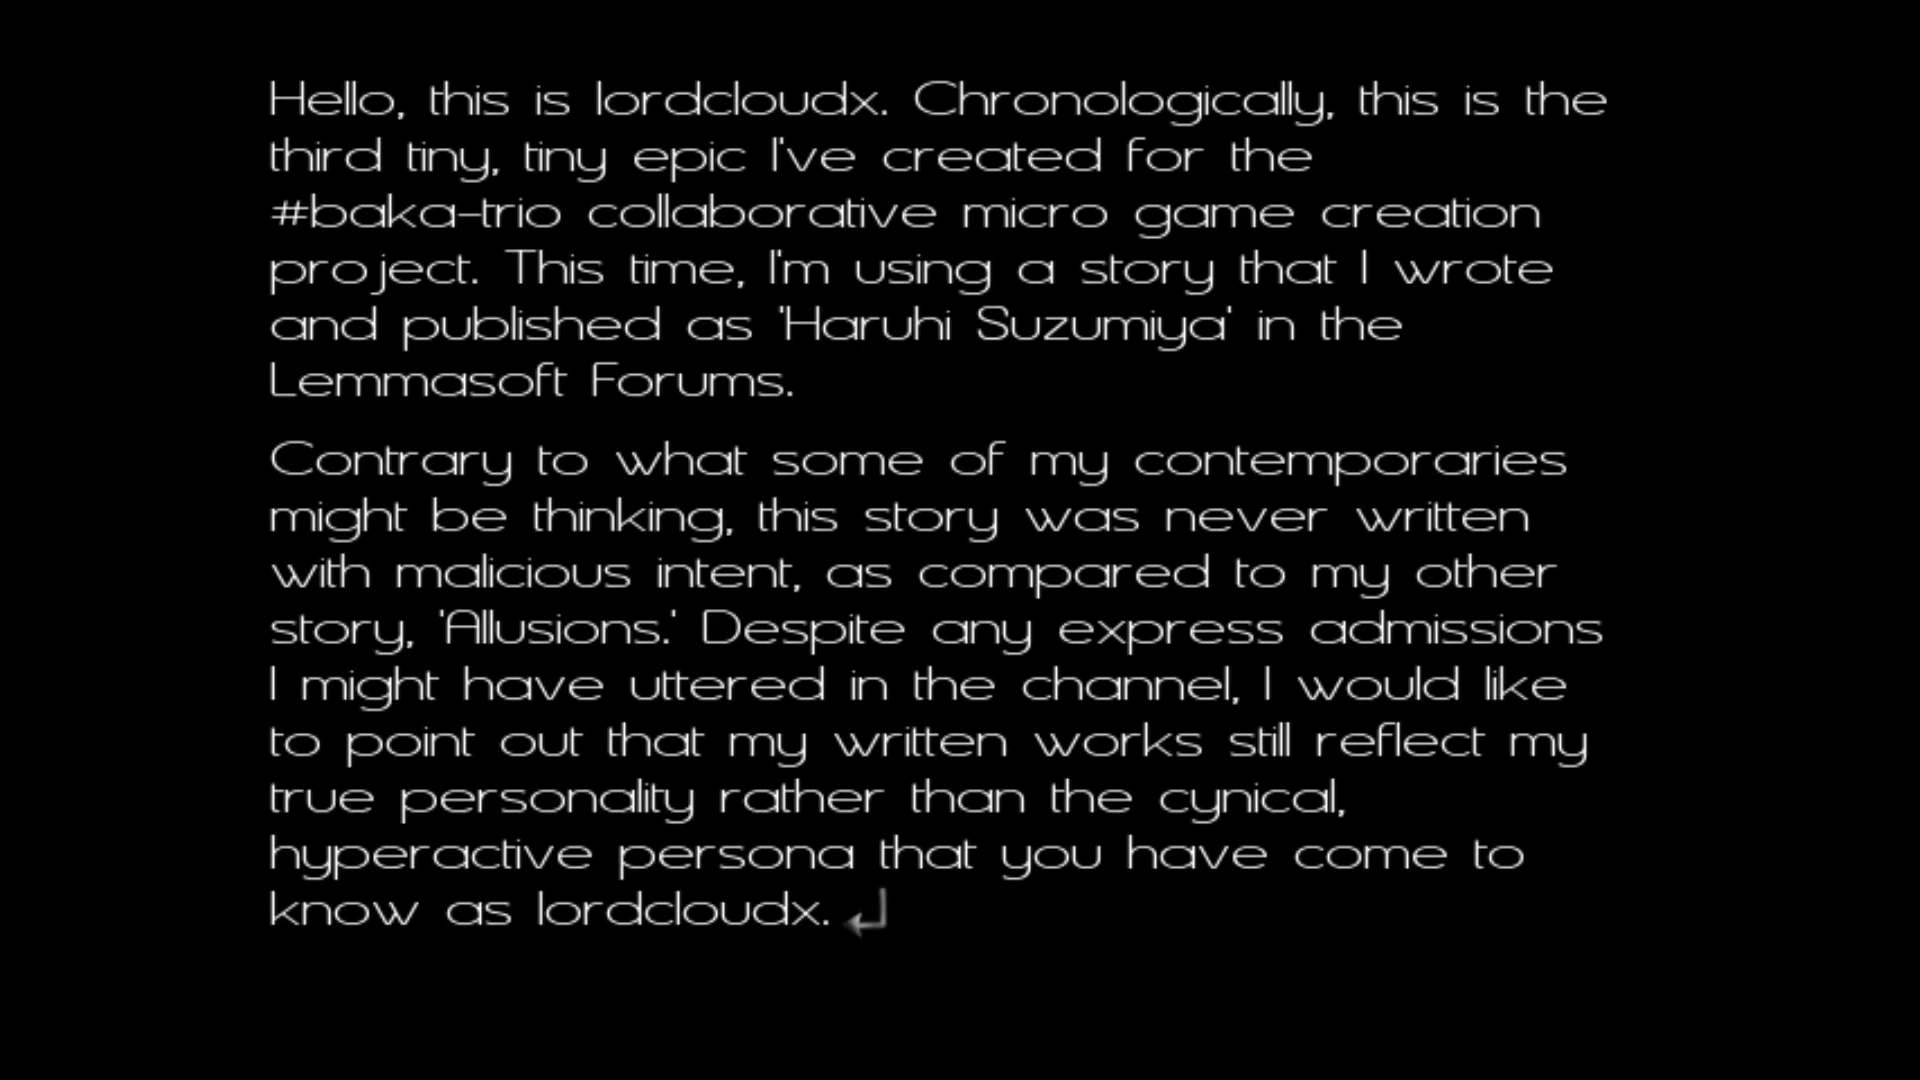 Hello, this is lordcloudx. Chronologically, this is the
third tiny, tiny epic I've created for the
#baka-trio collaborative micro game creation
project. This time, I'm using a story that I wrote
and published as 'Haruhi Suzumiya' in the
Lemmasoft Forums.
Contrary to what some of my contemporaries
might be thinking, this story was never written
with malicious intent, as compared to my other
story, 'Allusions.' Despite any express admissions
I might have uttered in the channel, I would like
to point out that my written works still reflect my
true personality rather than the cynical,
hyperactive persona that you have come to
know as lordcloudx.